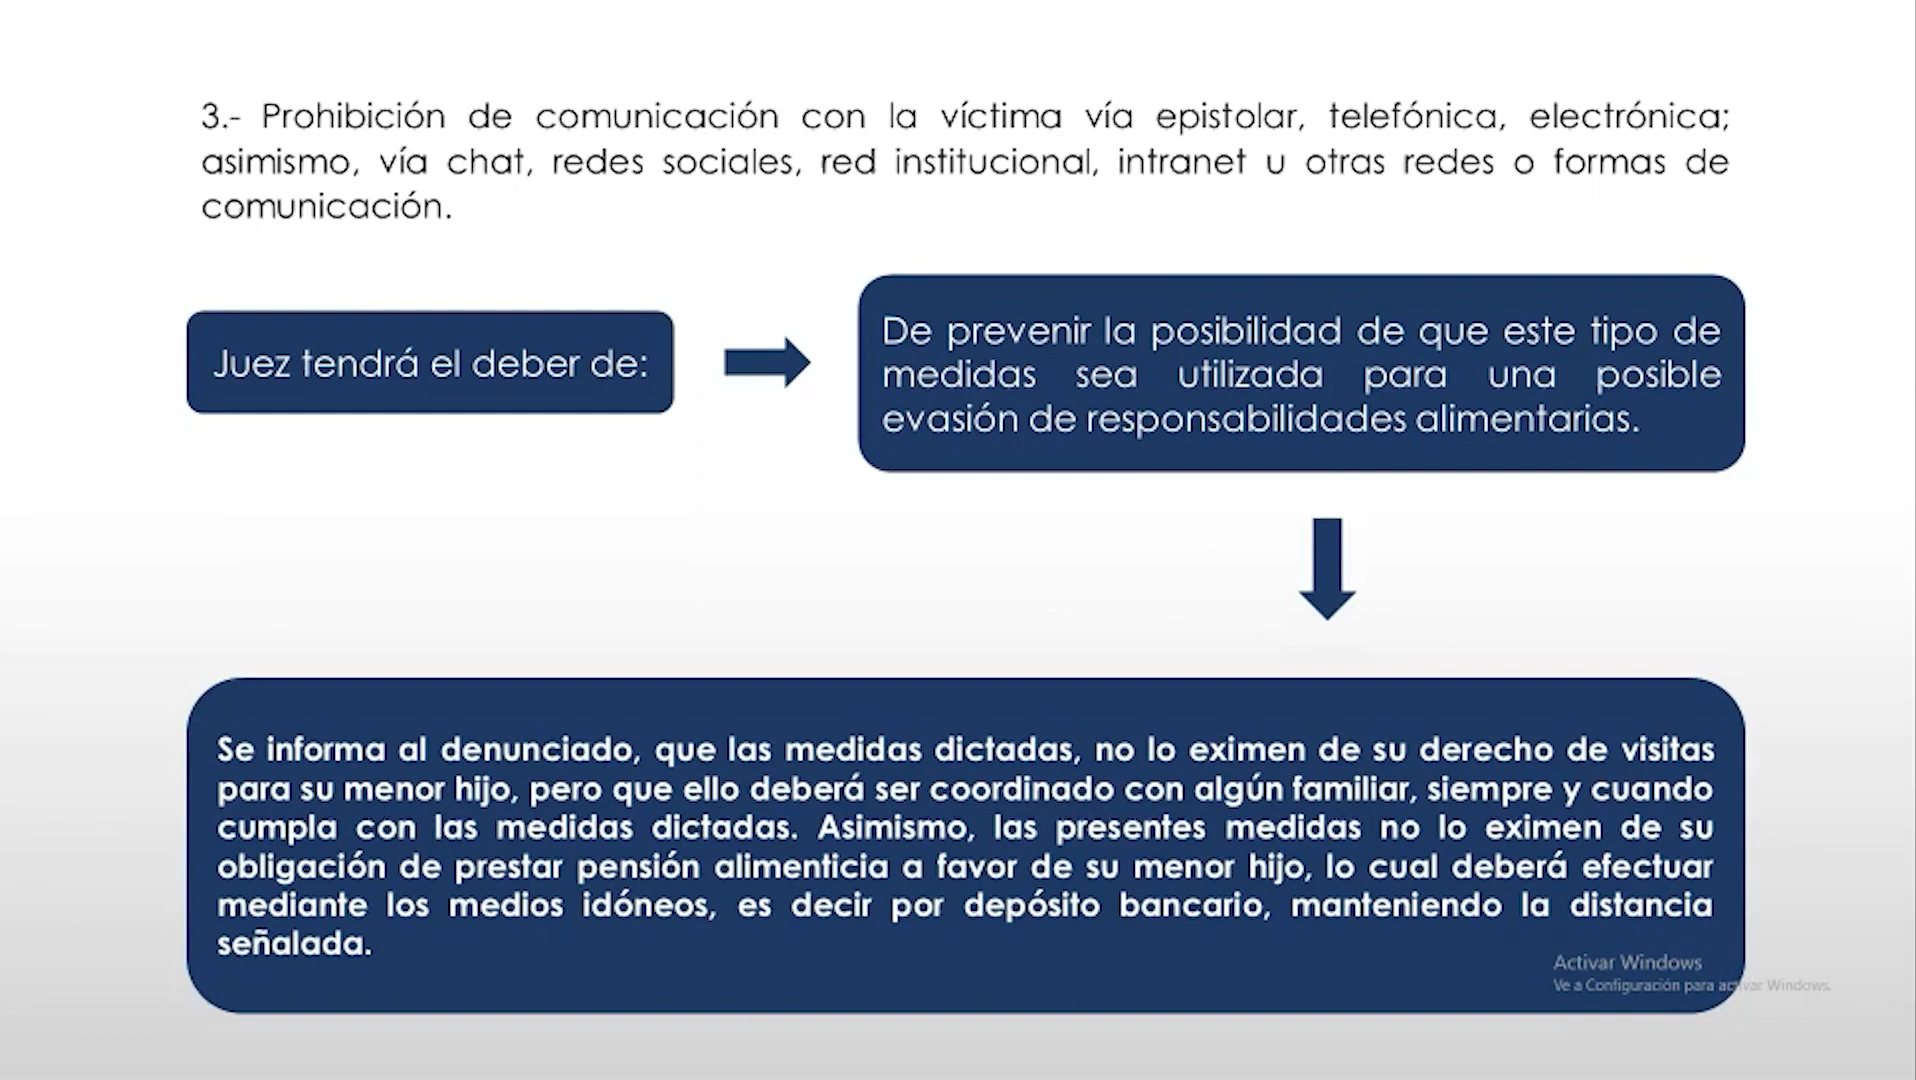 3.- Prohibición de comunicación con la víctima vía epistolar, telefónica, electrónica;
asimismo, vía chat, redes sociales, red institucional, intranet u otras redes o formas de
comunicación.
Juez tendrá el deber de:
De prevenir la posibilidad de que este tipo de
medidas sea utilizada para una posible
evasión de responsabilidades alimentarias.
Se informa al denunciado, que las medidas dictadas, no lo eximen de su derecho de visitas
para su menor hijo, pero que ello deberá ser coordinado con algún familiar, siempre y cuando
cumpla con las medidas dictadas. Asimismo, las presentes medidas no lo eximen de su
obligación de prestar pensión alimenticia a favor de su menor hijo, lo cual deberá efectuar
mediante los medios idóneos, es decir por depósito bancario, manteniendo la distancia
señalada.
Activar Windows
Ve a Configuración para activar Windows.